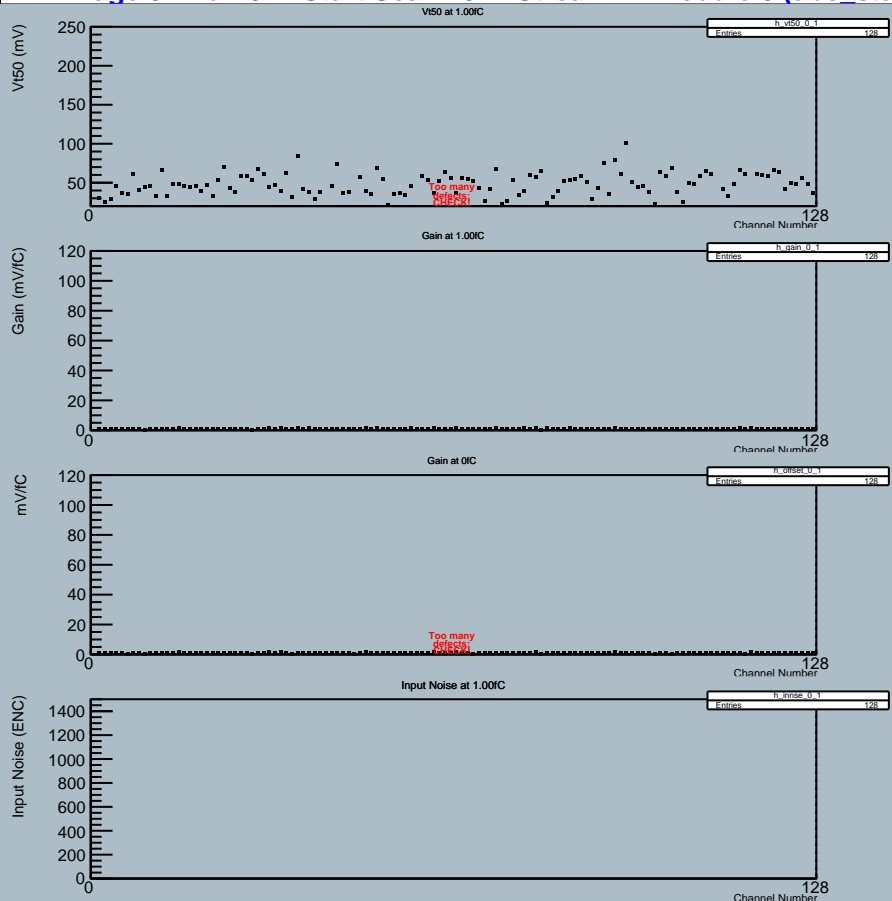 Vt50 at 1.00fC
h_vt50_0_1
Entries 128
Vt50 (mV)
250
200
150
100
50
Too many
defects:
CHECK!
0
128
Channel Number
Gain at 1.00fC
h_gain_0_1
Entries 128
Gain (mV/fC)
120
100
80
60
40
20
0
0
128
Channel Number
Gain at 0fC
h_offset_0_1
Entries 128
mV/fC
120
100
80
60
40
20
0
Too many
defects:
CHECK!
0
128
Channel Number
Input Noise at 1.00fC
h_innse_0_1
Entries 128
Input Noise (ENC)
1400
1200
1000
800
600
400
200
0
0
128
Channel Number